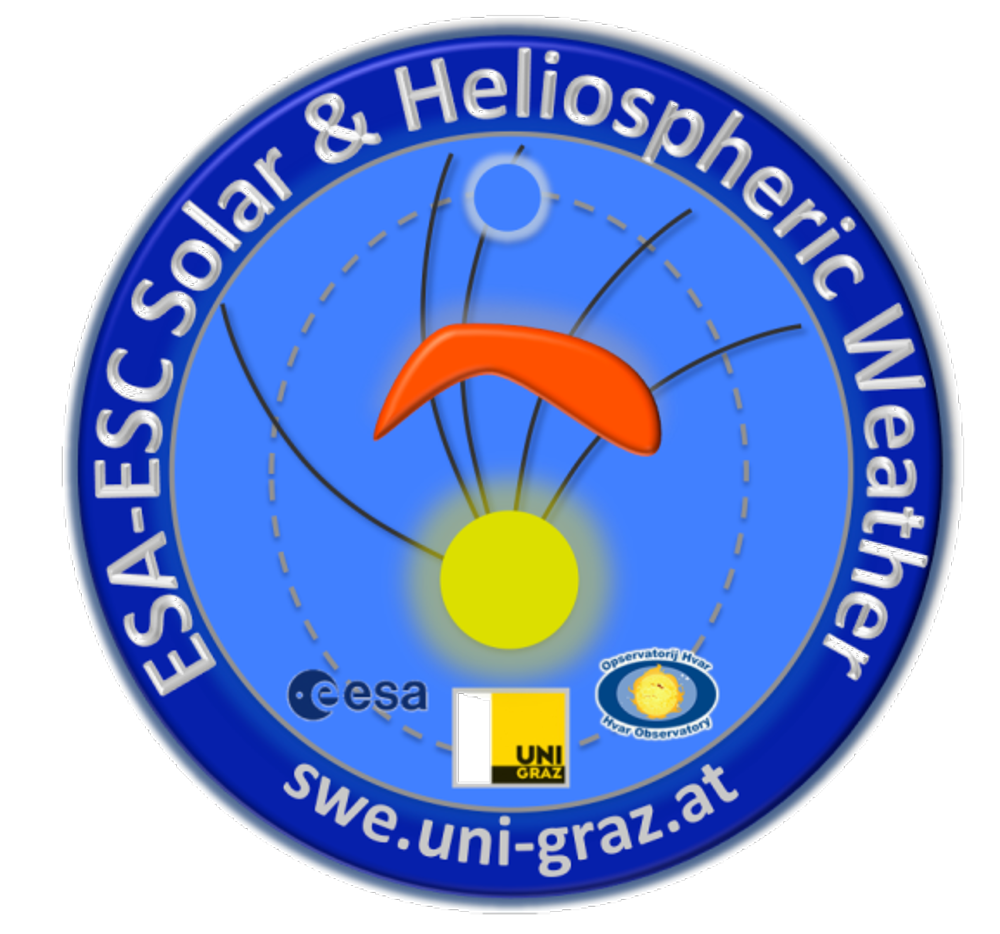 ESA-ESC Solar & Heliospheric Weather
esa
UNI
GRAZ
Opservatorij Hvar
Hvar Observatory
swe.uni-graz.at